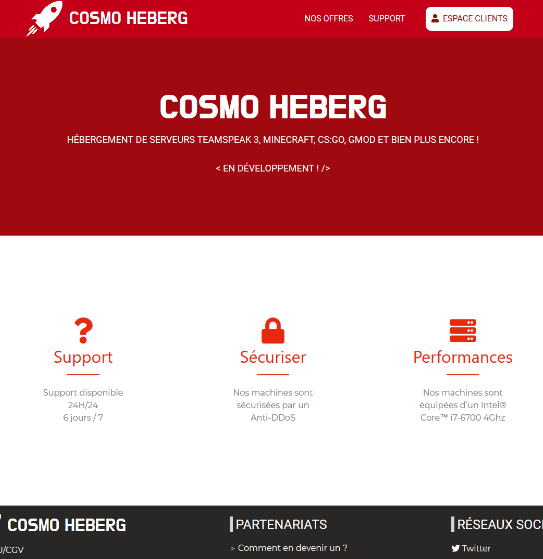 COSMO HEBERG
NOS OFFRES
SUPPORT
ESPACE CLIENTS
COSMO HEBERG
HÉBERGEMENT DE SERVEURS TEAMSPEAK 3, MINECRAFT, CS:GO, GMOD ET BIEN PLUS ENCORE !
< EN DÉVELOPPEMENT ! />
Support
Support disponible
24H/24
6 jours / 7
Sécuriser
Nos machines sont
sécurisées par un
Anti-DDoS
Performances
Nos machines sont
équipées d'un Intel®
Core™ i7-6700 4Ghz
COSMO HEBERG
/CGV
PARTENARIATS
> Comment en devenir un ?
RÉSEAUX SOCI
Twitter